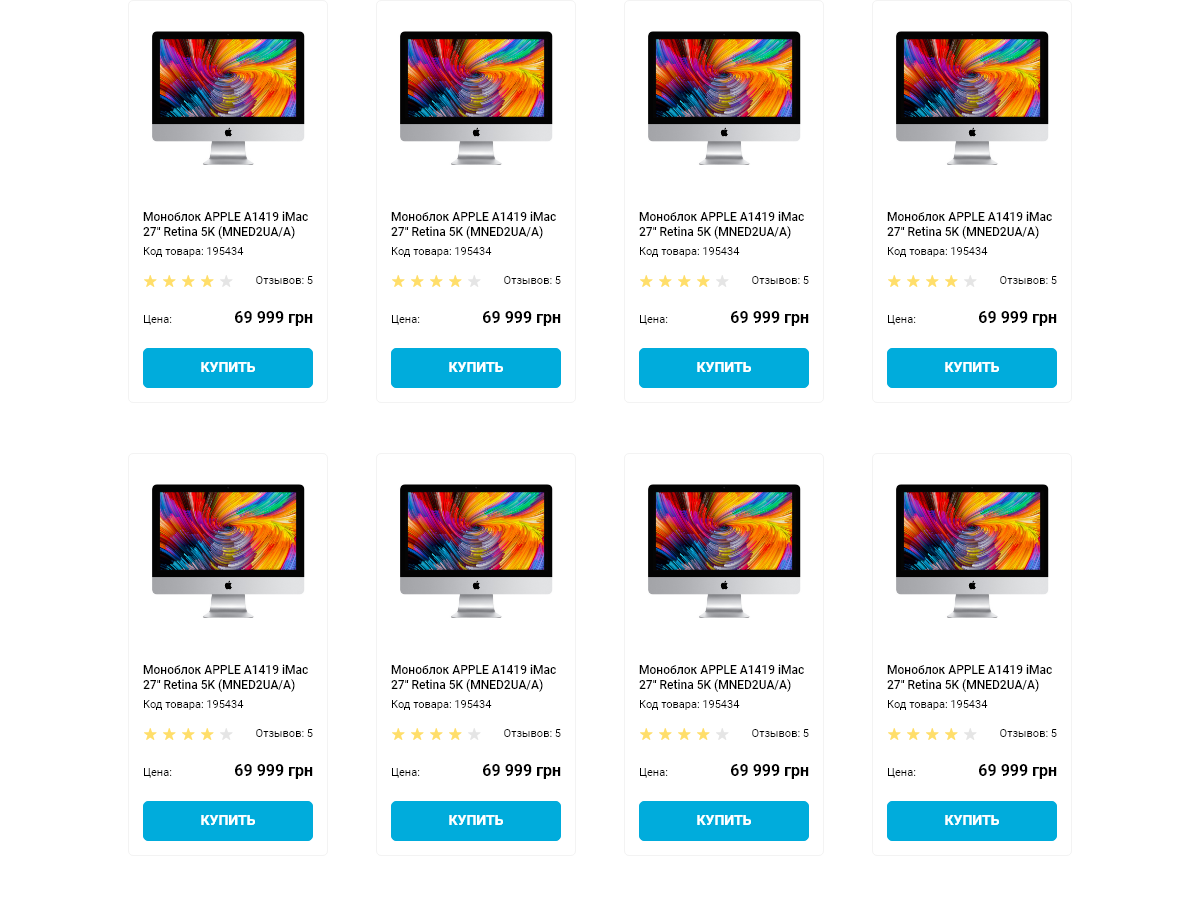 Моноблок APPLE A1419 iMac
27" Retina 5K (MNED2UA/A)
Код товара: 195434
Отзывов: 5
Цена: 69 999 грн
КУПИТЬ
Моноблок APPLE A1419 iMac
27" Retina 5K (MNED2UA/A)
Код товара: 195434
Отзывов: 5
Цена: 69 999 грн
КУПИТЬ
Моноблок APPLE A1419 iMac
27" Retina 5K (MNED2UA/A)
Код товара: 195434
Отзывов: 5
Цена: 69 999 грн
КУПИТЬ
Моноблок APPLE A1419 iMac
27" Retina 5K (MNED2UA/A)
Код товара: 195434
Отзывов: 5
Цена: 69 999 грн
КУПИТЬ
Моноблок APPLE A1419 iMac
27" Retina 5K (MNED2UA/A)
Код товара: 195434
Отзывов: 5
Цена: 69 999 грн
КУПИТЬ
Моноблок APPLE A1419 iMac
27" Retina 5K (MNED2UA/A)
Код товара: 195434
Отзывов: 5
Цена: 69 999 грн
КУПИТЬ
Моноблок APPLE A1419 iMac
27" Retina 5K (MNED2UA/A)
Код товара: 195434
Отзывов: 5
Цена: 69 999 грн
КУПИТЬ
Моноблок APPLE A1419 iMac
27" Retina 5K (MNED2UA/A)
Код товара: 195434
Отзывов: 5
Цена: 69 999 грн
КУПИТЬ